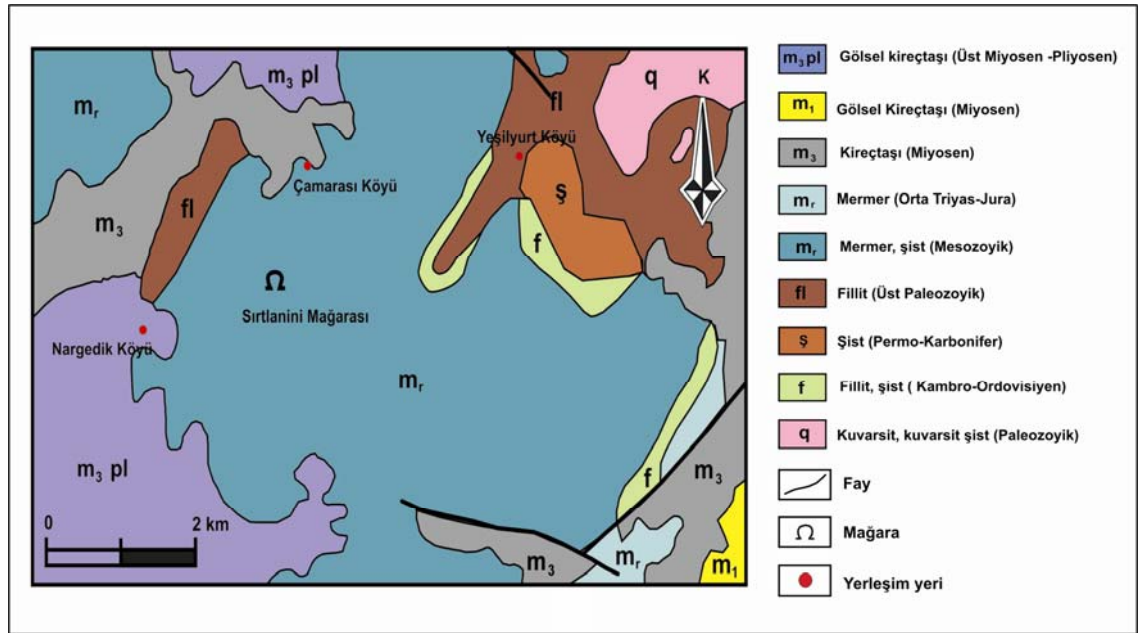 m₃ pl
q
K
mᵣ
fl
Yeşilyurt Köyü
Çamarası Köyü
ş
fl
m₃
f
Ω
Sırtlanini Mağarası
Nargedik Köyü
mᵣ
m₃ pl
m₃
f
0
2 km
m₃
mᵣ
m₁
m₃ pl Gölsel kireçtaşı (Üst Miyosen -Pliyosen)
m₁ Gölsel Kireçtaşı (Miyosen)
m₃ Kireçtaşı (Miyosen)
mᵣ Mermer (Orta Triyas-Jura)
mᵣ Mermer, şist (Mesozoyik)
fl Fillit (Üst Paleozoyik)
ş Şist (Permo-Karbonifer)
f Fillit, şist ( Kambro-Ordovisiyen)
q Kuvarsit, kuvarsit şist (Paleozoyik)
Fay
Ω Mağara
Yerleşim yeri